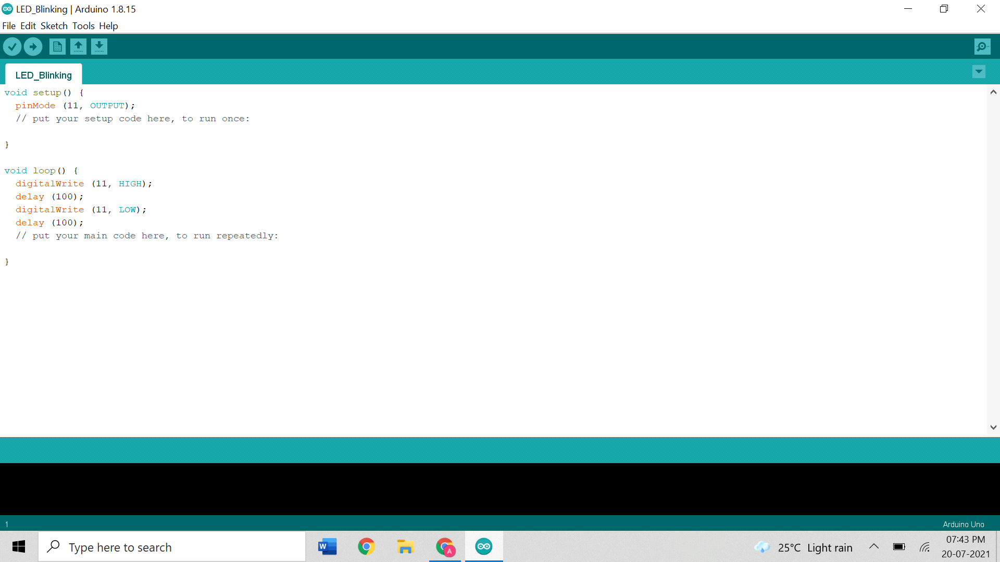 LED_Blinking | Arduino 1.8.15
File Edit Sketch Tools Help
LED_Blinking
void setup() {
  pinMode (11, OUTPUT);
  // put your setup code here, to run once:
}
void loop() {
  digitalWrite (11, HIGH);
  delay (100);
  digitalWrite (11, LOW);
  delay (100);
  // put your main code here, to run repeatedly:
}
1
Arduino Uno
Type here to search
W
A
25°C Light rain
07:43 PM
20-07-2021